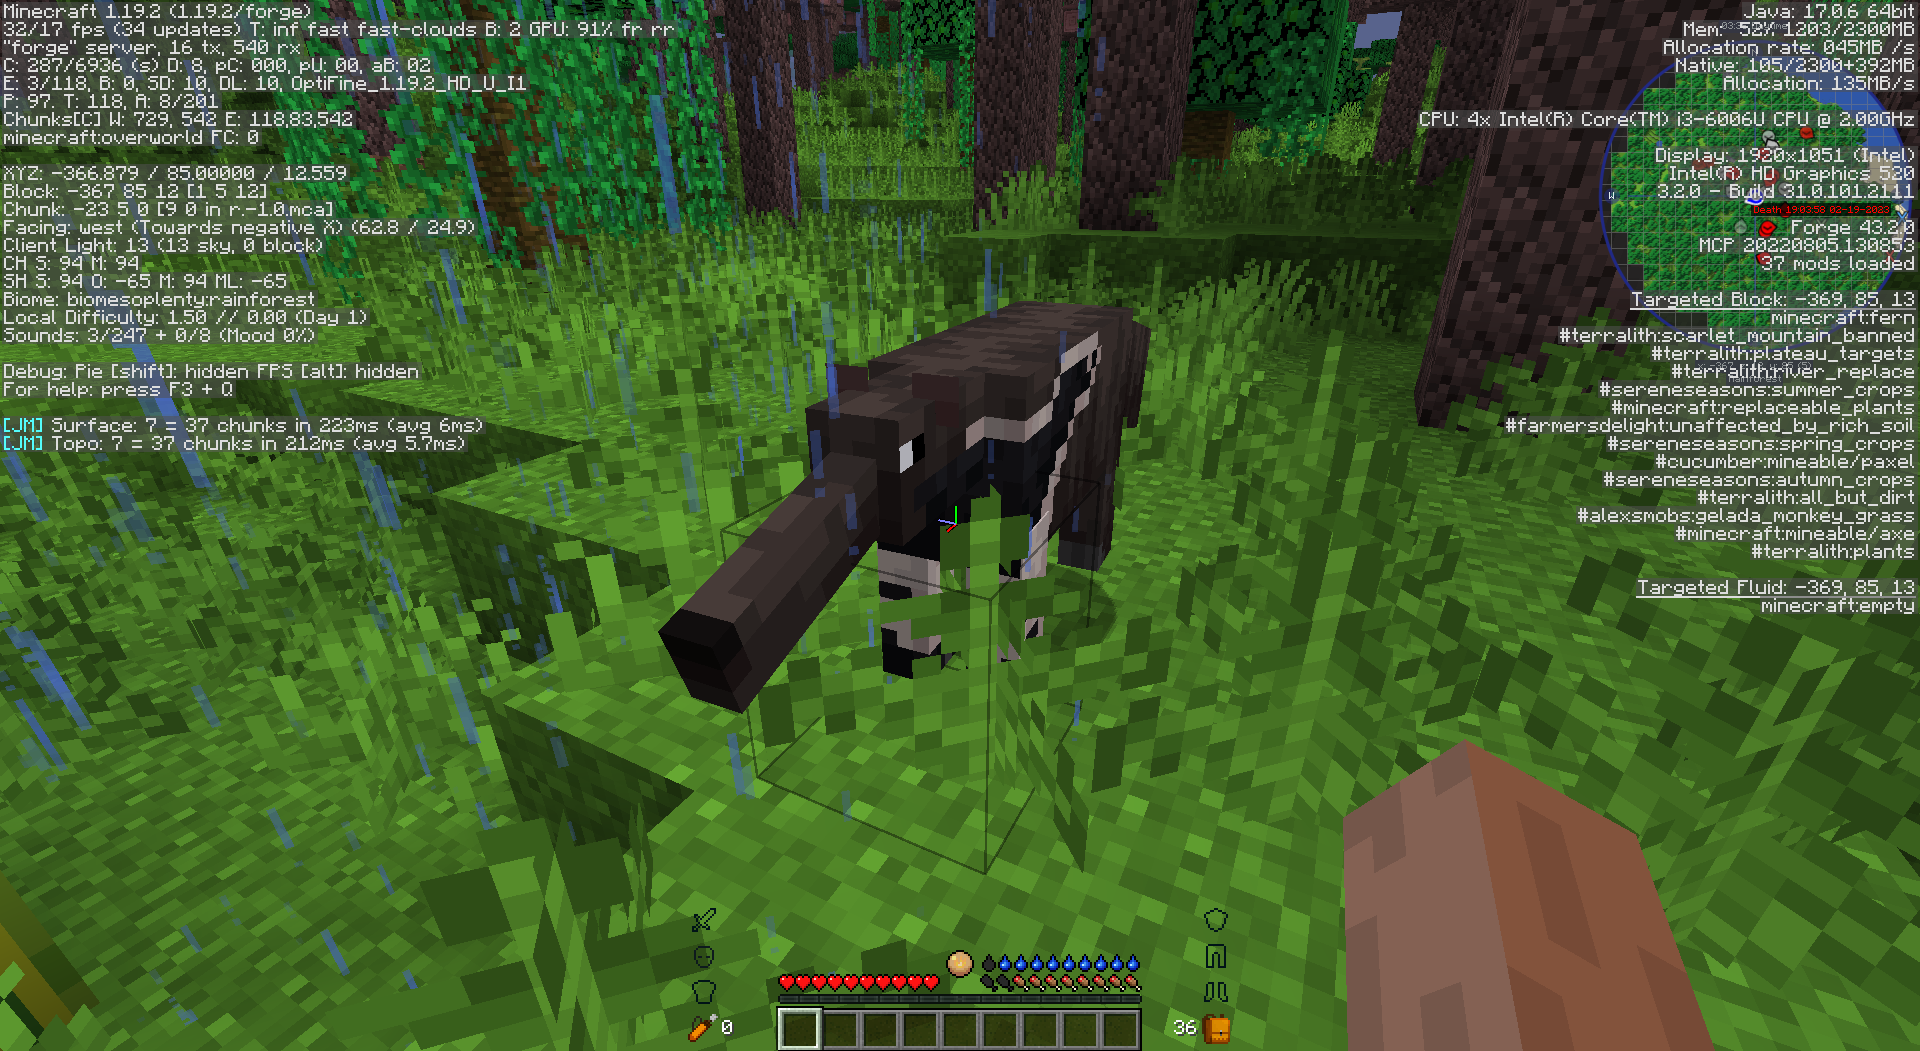 Minecraft 1.19.2 (1.19.2/forge)
32/17 fps (34 updates) T: inf fast fast-clouds B: 2 GPU: 91% fr rr
"forge" server, 16 tx, 540 rx
C: 287/6936 (s) D: 8, pC: 000, pU: 00, aB: 02
E: 3/118, B: 0, SD: 10, DL: 10, OptiFine_1.19.2_HD_U_I1
P: 97. T: 118, A: 8/201
Chunks[C] W: 729, 542 E: 118,83,542
minecraft:overworld FC: 0
XYZ: -366.879 / 85.00000 / 12.559
Block: -367 85 12 [1 5 12]
Chunk: -23 5 0 [9 0 in r.-1.0.mca]
Facing: west (Towards negative X) (62.8 / 24.9)
Client Light: 13 (13 sky, 0 block)
CH S: 94 M: 94
SH S: 94 O: -65 M: 94 ML: -65
Biome: biomesoplenty:rainforest
Local Difficulty: 1.50 // 0.00 (Day 1)
Sounds: 3/247 + 0/8 (Mood 0%)
Debug: Pie [shift]: hidden FPS [alt]: hidden
For help: press F3 + Q
[JM] Surface: 7 = 37 chunks in 223ms (avg 6ms)
[JM] Topo: 7 = 37 chunks in 212ms (avg 5.7ms)
Java: 17.0.6 64bit
Mem: 52% 1203/2300MB
Allocation rate: 045MB /s
Native: 105/2300+392MB
Allocation: 135MB/s
CPU: 4x Intel(R) Core(TM) i3-6006U CPU @ 2.00GHz
Display: 1920x1051 (Intel)
Intel(R) HD Graphics 520
3.2.0 - Build 31.0.101.2111
W
Death 19:03:58 02-19-2023
Forge 43.2.0
MCP 20220805.130853
37 mods loaded
Targeted Block: -369, 85, 13
minecraft:fern
#terralith:scarlet_mountain_banned
#terralith:plateau_targets
#terralith:river_replace
Rainforest
#sereneseasons:summer_crops
#minecraft:replaceable_plants
#farmersdelight:unaffected_by_rich_soil
#sereneseasons:spring_crops
#cucumber:mineable/paxel
#sereneseasons:autumn_crops
#terralith:all_but_dirt
#alexsmobs:gelada_monkey_grass
#minecraft:mineable/axe
#terralith:plants
Targeted Fluid: -369, 85, 13
minecraft:empty
0
36